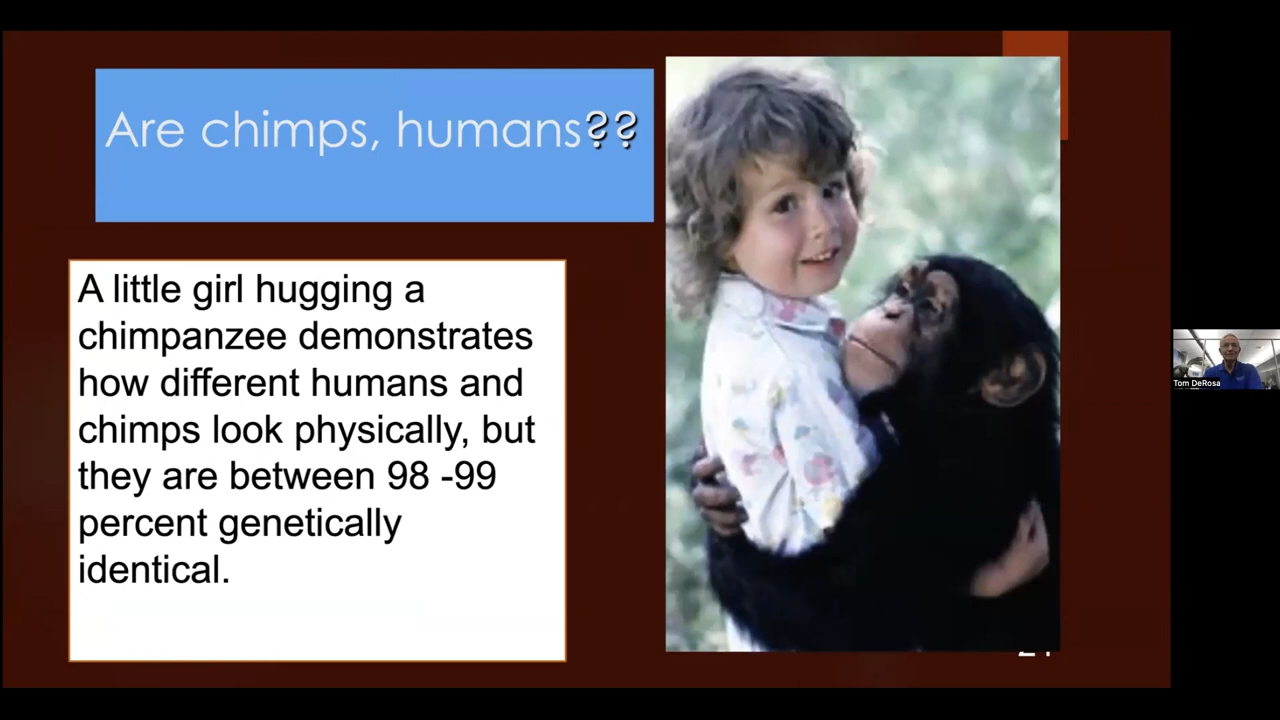 Are chimps, humans??
A little girl hugging a
chimpanzee demonstrates
how different humans and
chimps look physically, but
they are between 98 -99
percent genetically
identical.
Tom DeRosa